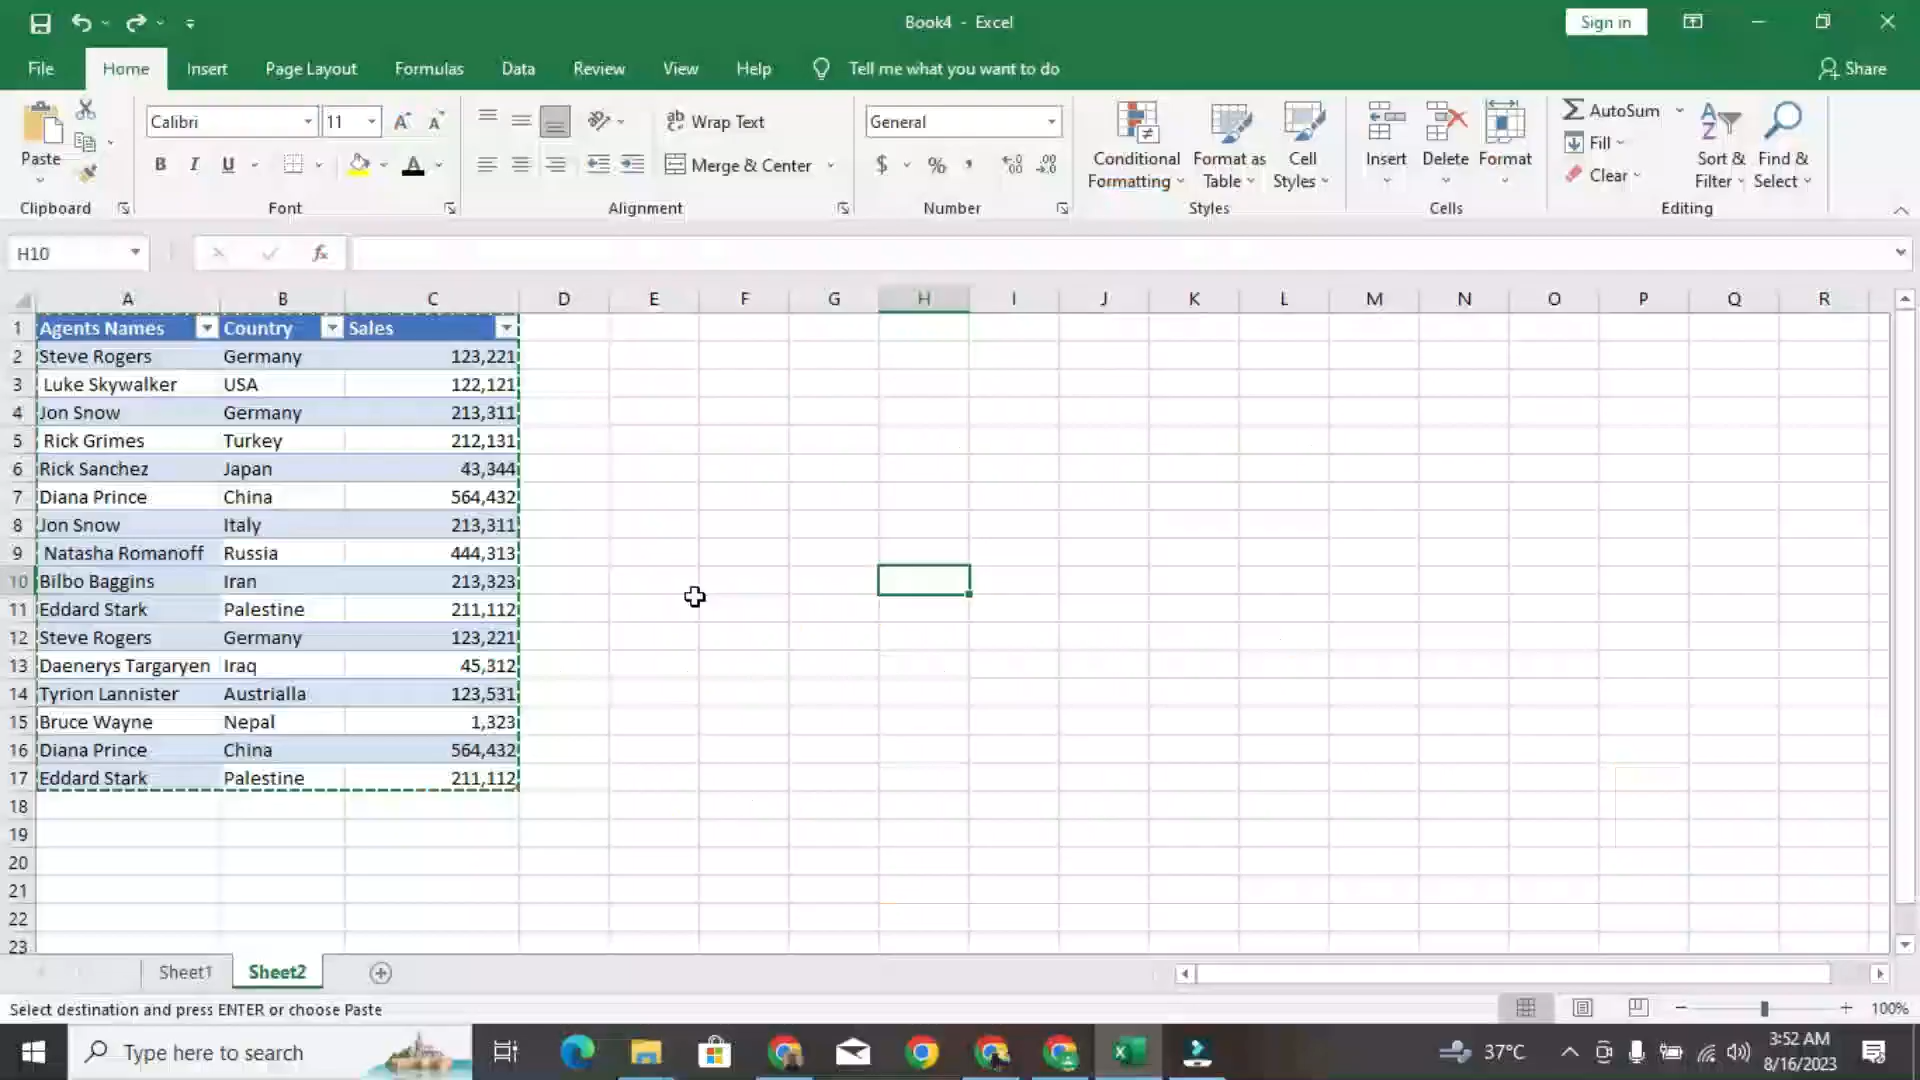 Book4 - Excel
Sign in
File Home Insert Page Layout Formulas Data Review View Help Tell me what you want to do Share
Paste
Clipboard
Calibri 11
B I U A
Font
Wrap Text
Merge & Center
Alignment
General
$ % ,
Number
Conditional Formatting
Format as Table
Cell Styles
Styles
Insert Delete Format
Cells
AutoSum
Fill
Clear
Sort & Filter
Find & Select
Editing
H10 fx
A B C D E F G H I J K L M N O P Q R
1 Agents Names Country Sales
2 Steve Rogers Germany 123,221
3 Luke Skywalker USA 122,121
4 Jon Snow Germany 213,311
5 Rick Grimes Turkey 212,131
6 Rick Sanchez Japan 43,344
7 Diana Prince China 564,432
8 Jon Snow Italy 213,311
9 Natasha Romanoff Russia 444,313
10 Bilbo Baggins Iran 213,323
11 Eddard Stark Palestine 211,112
12 Steve Rogers Germany 123,221
13 Daenerys Targaryen Iraq 45,312
14 Tyrion Lannister Austrialla 123,531
15 Bruce Wayne Nepal 1,323
16 Diana Prince China 564,432
17 Eddard Stark Palestine 211,112
18
19
20
21
22
23
Sheet1 Sheet2
Select destination and press ENTER or choose Paste
100%
Type here to search
37°C
3:52 AM
8/16/2023